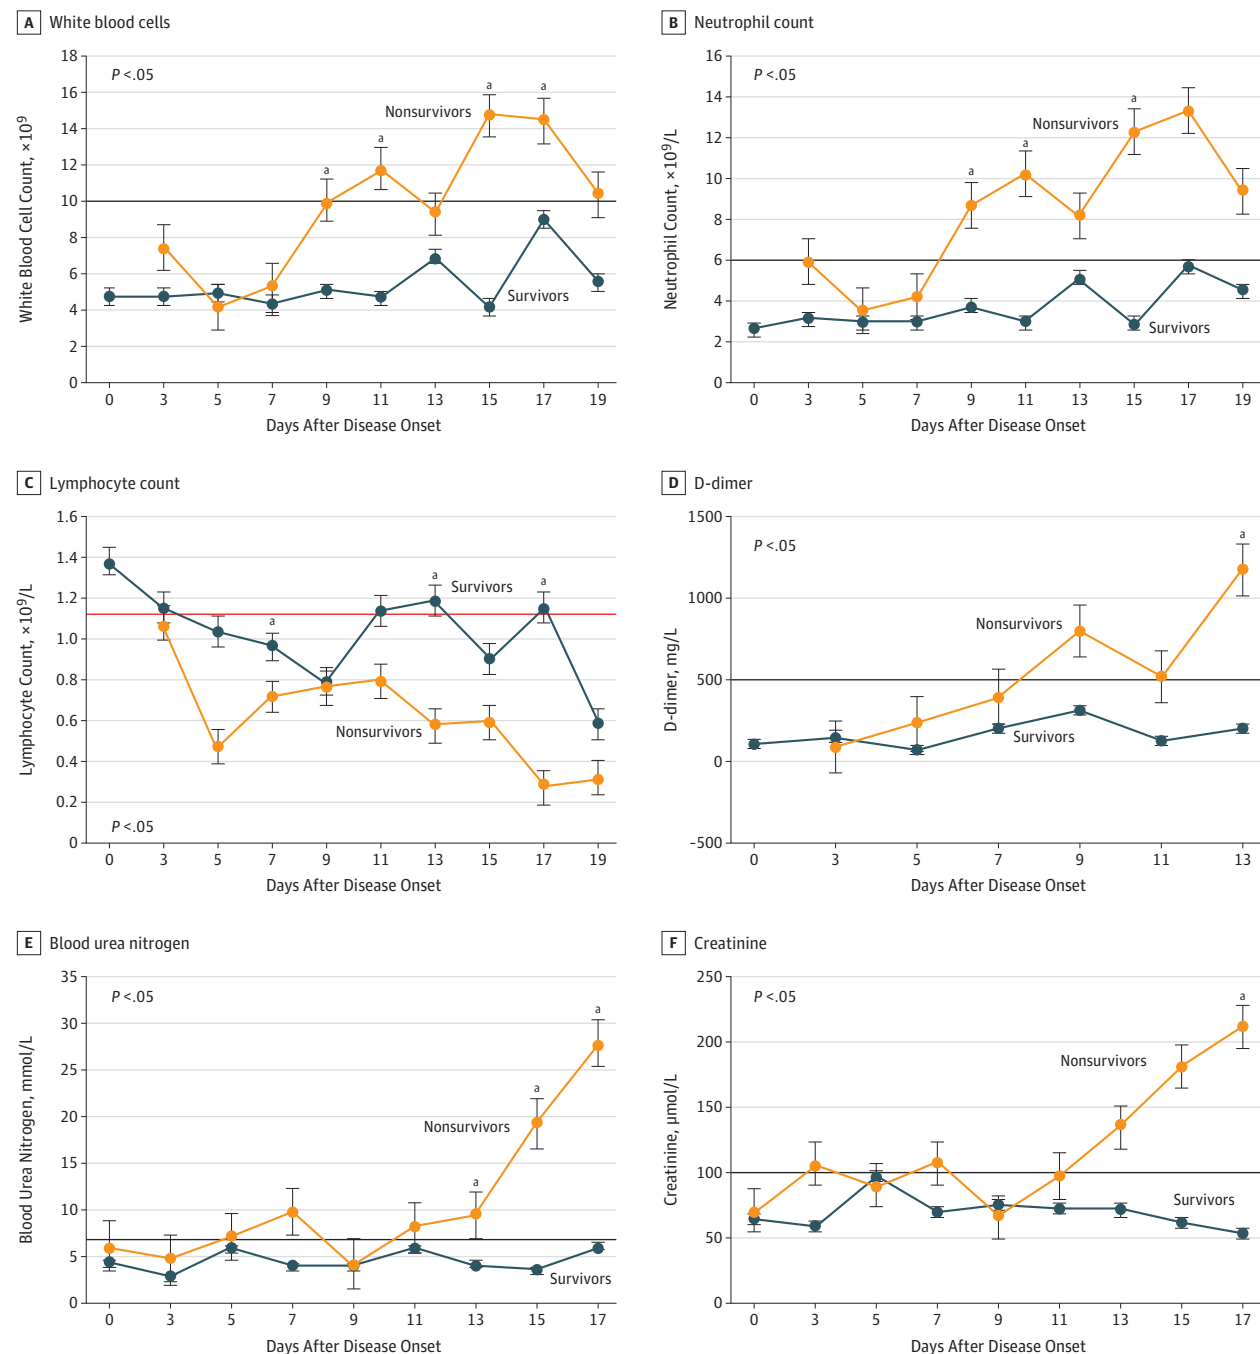 A White blood cells
P <.05
White Blood Cell Count, ×10⁹
18
16
14
12
10
8
6
4
2
0
a
a
a
a
Nonsurvivors
Survivors
0 3 5 7 9 11 13 15 17 19
Days After Disease Onset
B Neutrophil count
P <.05
Neutrophil Count, ×10⁹/L
16
14
12
10
8
6
4
2
0
a
a
a
Nonsurvivors
Survivors
0 3 5 7 9 11 13 15 17 19
Days After Disease Onset
C Lymphocyte count
Lymphocyte Count, ×10⁹/L
1.6
1.4
1.2
1.0
0.8
0.6
0.4
0.2
0
a
a
a
Survivors
Nonsurvivors
P <.05
0 3 5 7 9 11 13 15 17 19
Days After Disease Onset
D D-dimer
P <.05
D-dimer, mg/L
1500
1000
500
0
-500
a
Nonsurvivors
Survivors
0 3 5 7 9 11 13
Days After Disease Onset
E Blood urea nitrogen
P <.05
Blood Urea Nitrogen, mmol/L
35
30
25
20
15
10
5
0
a
a
a
Nonsurvivors
Survivors
0 3 5 7 9 11 13 15 17
Days After Disease Onset
F Creatinine
P <.05
Creatinine, μmol/L
250
200
150
100
50
0
a
Nonsurvivors
Survivors
0 3 5 7 9 11 13 15 17
Days After Disease Onset